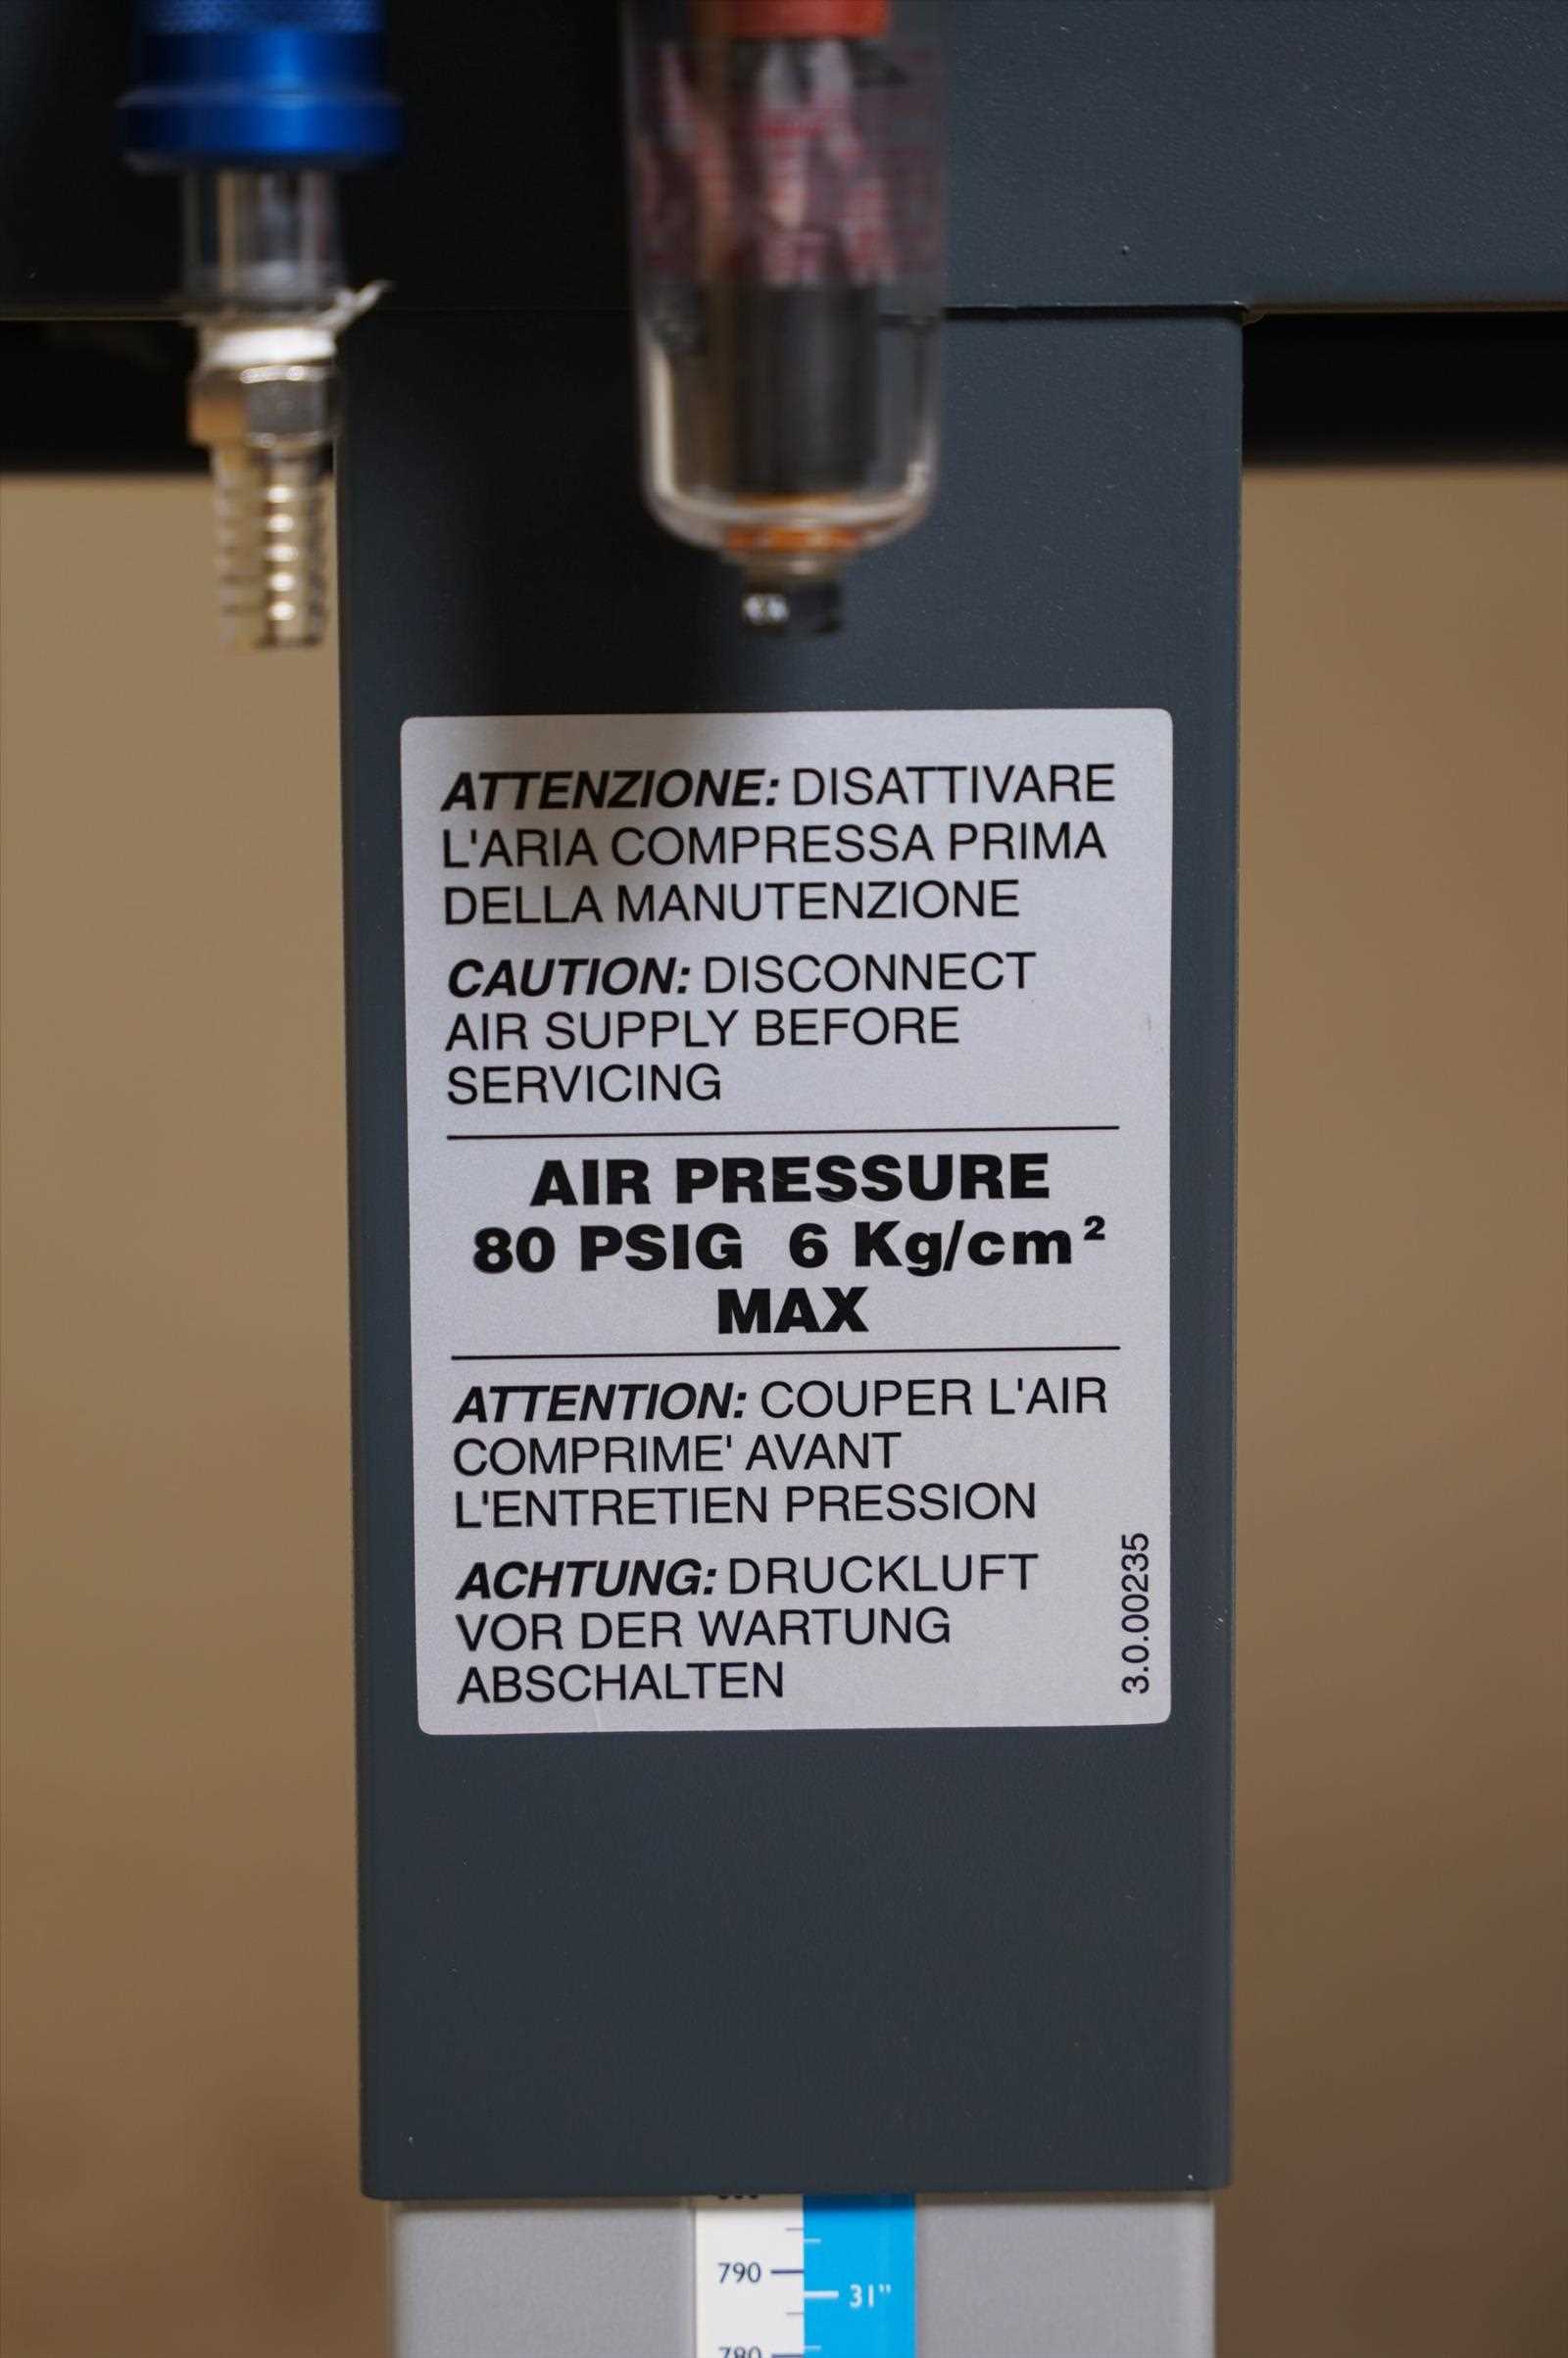 ATTENZIONE: DISATTIVARE
L'ARIA COMPRESSA PRIMA
DELLA MANUTENZIONE
CAUTION: DISCONNECT
AIR SUPPLY BEFORE
SERVICING
AIR PRESSURE
80 PSIG 6 Kg/cm²
MAX
ATTENTION: COUPER L'AIR
COMPRIME' AVANT
L'ENTRETIEN PRESSION
ACHTUNG: DRUCKLUFT
VOR DER WARTUNG
ABSCHALTEN
3.0.00235
790
31"
780